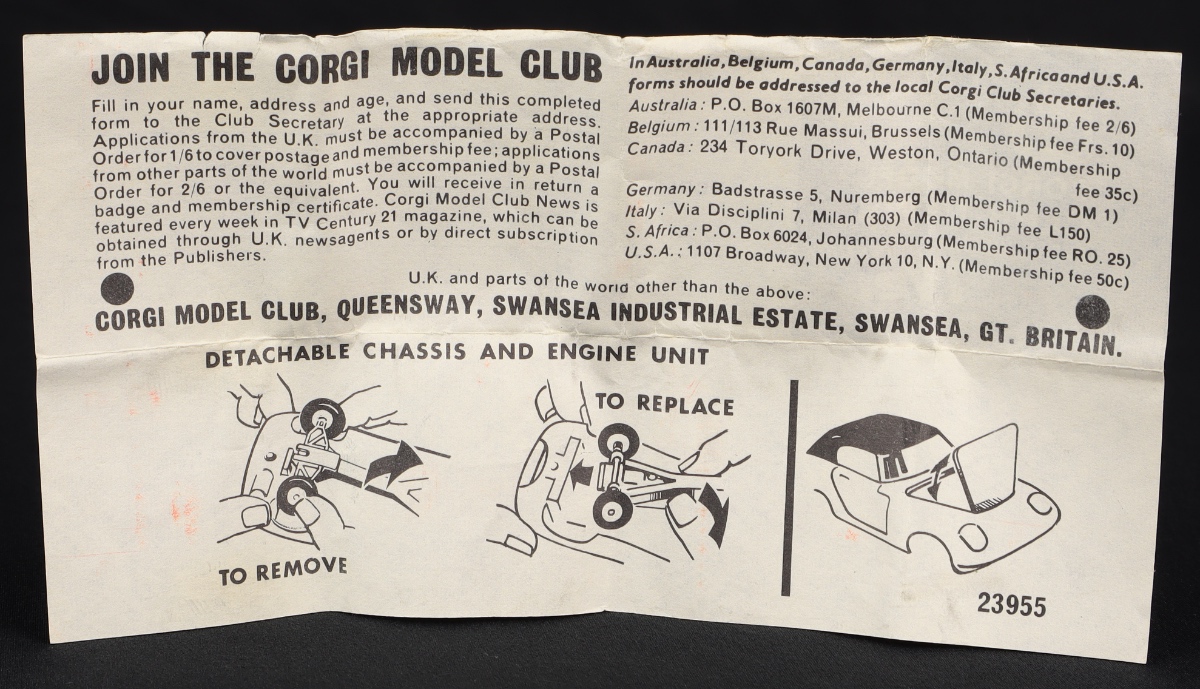 JOIN THE CORGI MODEL CLUB
Fill in your name, address and age, and send this completed
form to the Club Secretary at the appropriate address.
Applications from the U.K. must be accompanied by a Postal
Order for 1/6 to cover postage and membership fee; applications
from other parts of the world must be accompanied by a Postal
Order for 2/6 or the equivalent. You will receive in return a
badge and membership certificate. Corgi Model Club News is
featured every week in TV Century 21 magazine, which can be
obtained through U.K. newsagents or by direct subscription
from the Publishers.
In Australia, Belgium, Canada, Germany, Italy, S. Africa and U.S.A.
forms should be addressed to the local Corgi Club Secretaries.
Australia: P.O. Box 1607M, Melbourne C.1 (Membership fee 2/6)
Belgium: 111/113 Rue Massui, Brussels (Membership fee Frs. 10)
Canada: 234 Toryork Drive, Weston, Ontario (Membership
fee 35c)
Germany: Badstrasse 5, Nuremberg (Membership fee DM 1)
Italy: Via Disciplini 7, Milan (303) (Membership fee L150)
S. Africa: P.O. Box 6024, Johannesburg (Membership fee RO. 25)
U.S.A.: 1107 Broadway, New York 10, N.Y. (Membership fee 50c)
U.K. and parts of the world other than the above:
CORGI MODEL CLUB, QUEENSWAY, SWANSEA INDUSTRIAL ESTATE, SWANSEA, GT. BRITAIN.
DETACHABLE CHASSIS AND ENGINE UNIT
TO REPLACE
TO REMOVE
23955